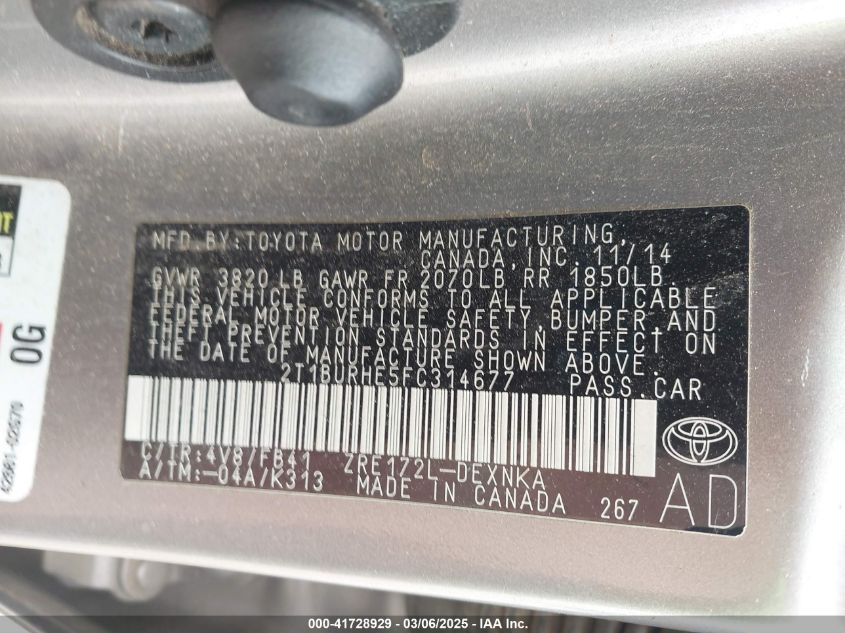 MFD. BY: TOYOTA MOTOR MANUFACTURING,
CANADA, INC. 11/14
GVWR 3820 LB GAWR FR 2070LB RR 1850LB
THIS VEHICLE CONFORMS TO ALL APPLICABLE
FEDERAL MOTOR VEHICLE SAFETY, BUMPER, AND
THEFT PREVENTION STANDARDS IN EFFECT ON
THE DATE OF MANUFACTURE SHOWN ABOVE.
2T1BURHE5FC314677 PASS.CAR
C/TR: 4V8/FB41 ZRE172L-DEXNKA
A/TM: -04A/K313 MADE IN CANADA 267 AD
0G
000-41728929 - 03/06/2025 - IAA Inc.